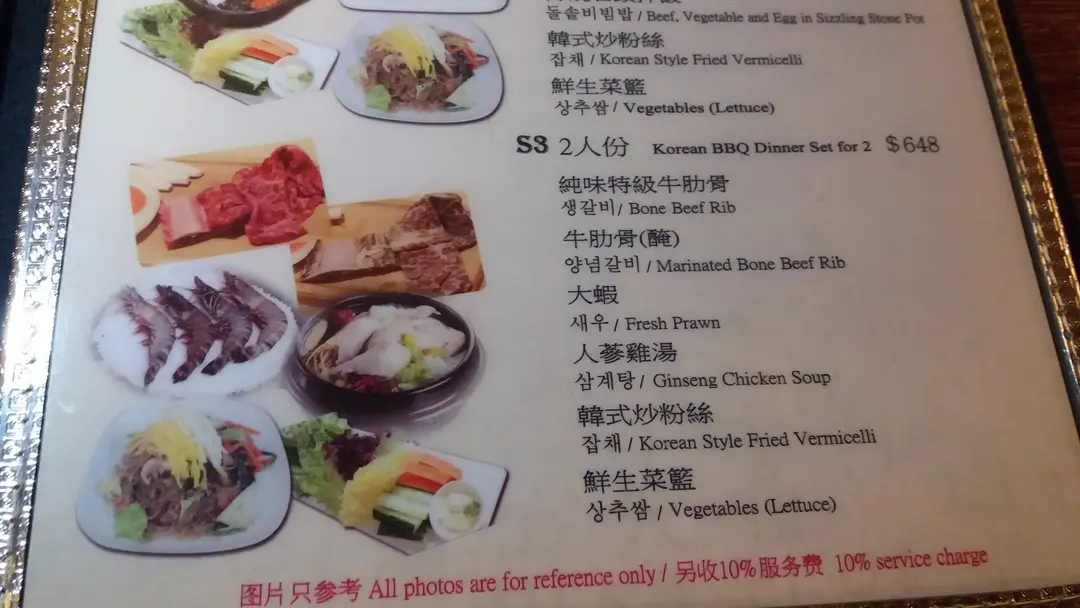 돌솥비빔밥 / Beef, Vegetable and Egg in Sizzling Stone Pot
韓式炒粉絲
잡채 / Korean Style Fried Vermicelli
鮮生菜籃
상추쌈 / Vegetables (Lettuce)
S3 2人份 Korean BBQ Dinner Set for 2 $648
純味特級牛肋骨
생갈비 / Bone Beef Rib
牛肋骨(醃)
양념갈비 / Marinated Bone Beef Rib
大蝦
새우 / Fresh Prawn
人蔘雞湯
삼계탕 / Ginseng Chicken Soup
韓式炒粉絲
잡채 / Korean Style Fried Vermicelli
鮮生菜籃
상추쌈 / Vegetables (Lettuce)
图片只参考 All photos are for reference only / 另收10%服务费 10% service charge